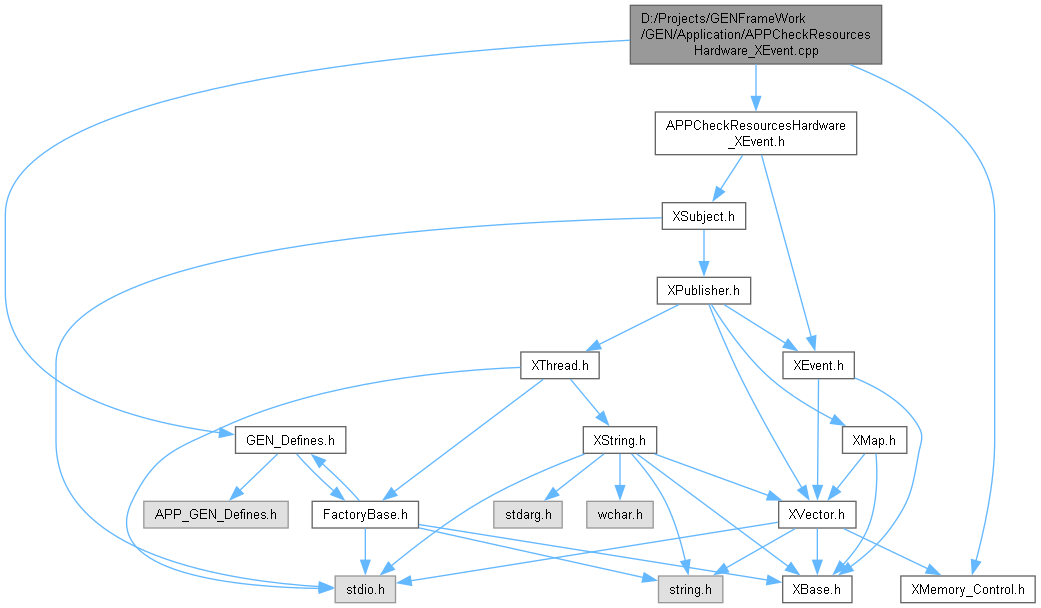 D:/Projects/GENFrameWork
/GEN/Application/APPCheckResources
Hardware_XEvent.cpp
APPCheckResourcesHardware
_XEvent.h
XSubject.h
XPublisher.h
XThread.h
XEvent.h
GEN_Defines.h
XString.h
XMap.h
APP_GEN_Defines.h
FactoryBase.h
stdarg.h
wchar.h
XVector.h
stdio.h
string.h
XBase.h
XMemory_Control.h